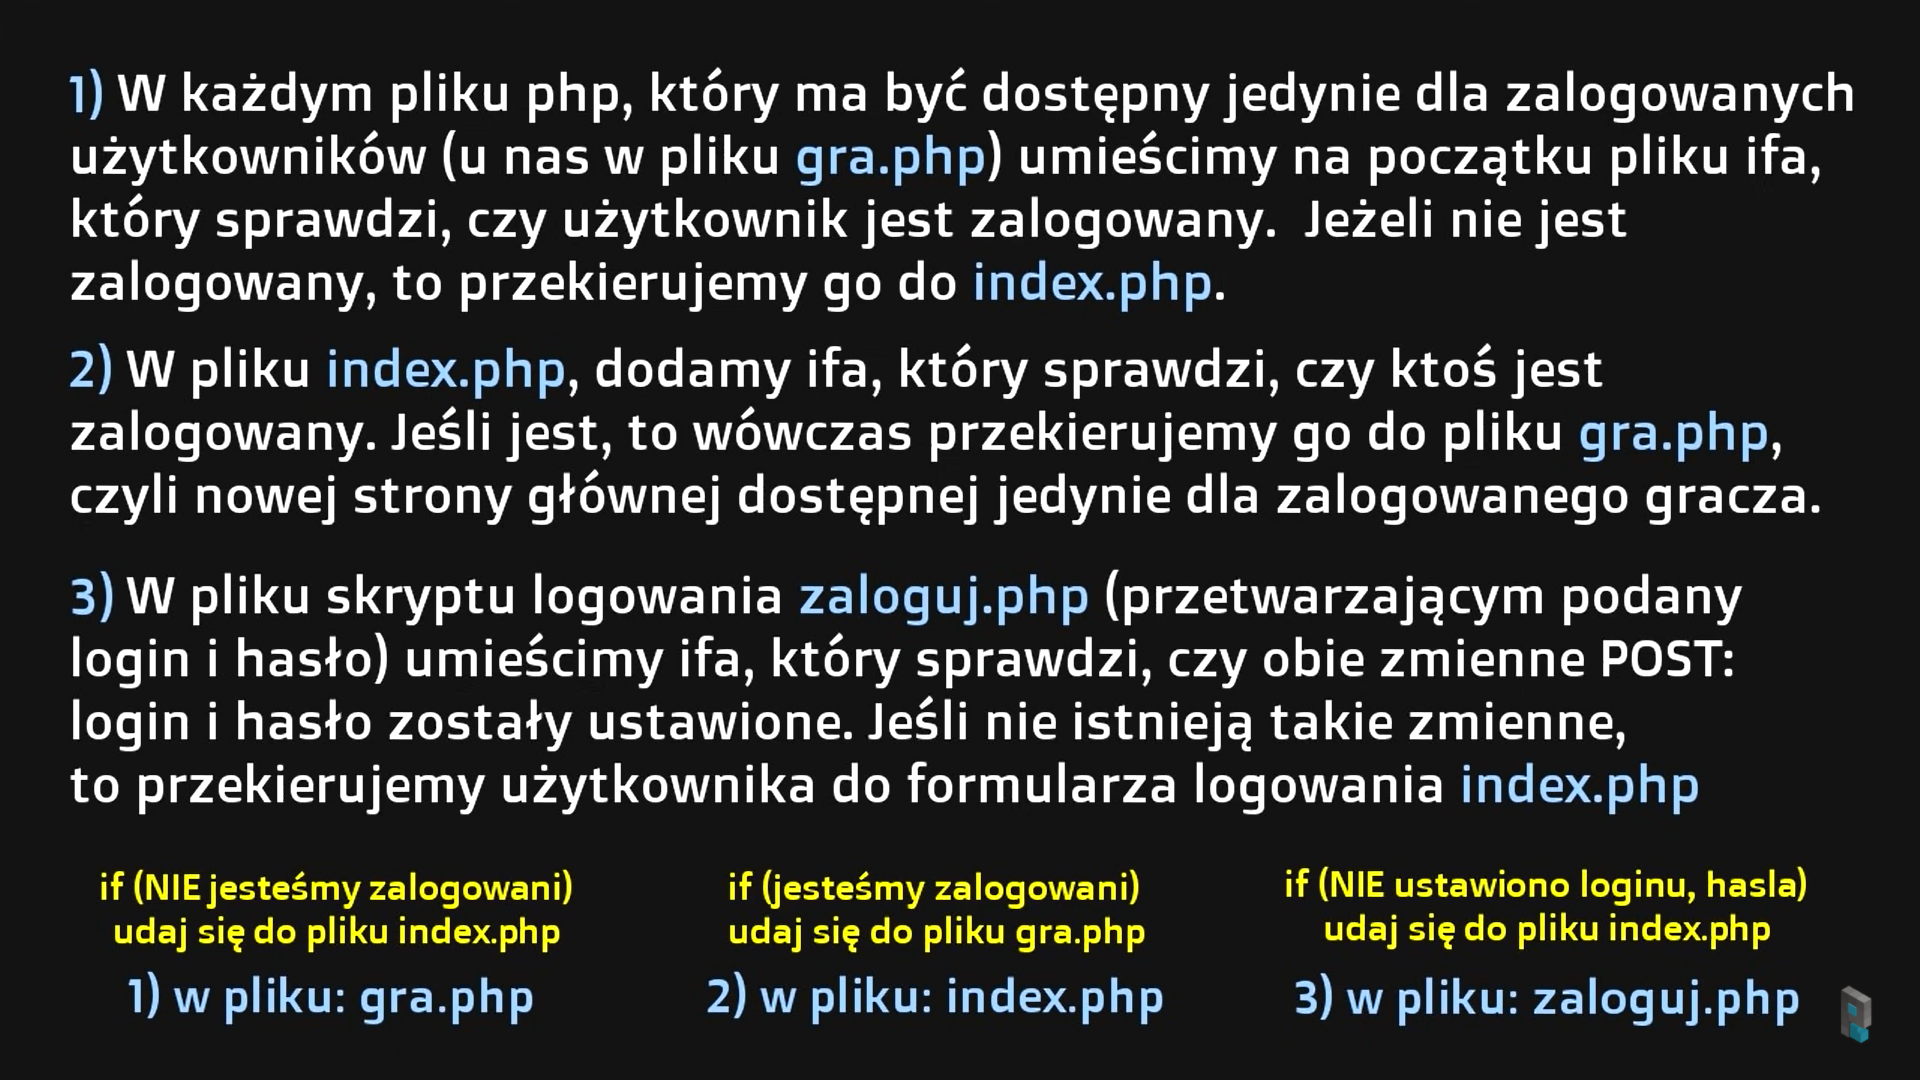 1) W każdym pliku php, który ma być dostępny jedynie dla zalogowanych
użytkowników (u nas w pliku gra.php) umieścimy na początku pliku ifa,
który sprawdzi, czy użytkownik jest zalogowany.  Jeżeli nie jest
zalogowany, to przekierujemy go do index.php.
2) W pliku index.php, dodamy ifa, który sprawdzi, czy ktoś jest
zalogowany. Jeśli jest, to wówczas przekierujemy go do pliku gra.php,
czyli nowej strony głównej dostępnej jedynie dla zalogowanego gracza.
3) W pliku skryptu logowania zaloguj.php (przetwarzającym podany
login i hasło) umieścimy ifa, który sprawdzi, czy obie zmienne POST:
login i hasło zostały ustawione. Jeśli nie istnieją takie zmienne,
to przekierujemy użytkownika do formularza logowania index.php
if (NIE jesteśmy zalogowani)
udaj się do pliku index.php
1) w pliku: gra.php
if (jesteśmy zalogowani)
udaj się do pliku gra.php
2) w pliku: index.php
if (NIE ustawiono loginu, hasla)
udaj się do pliku index.php
3) w pliku: zaloguj.php